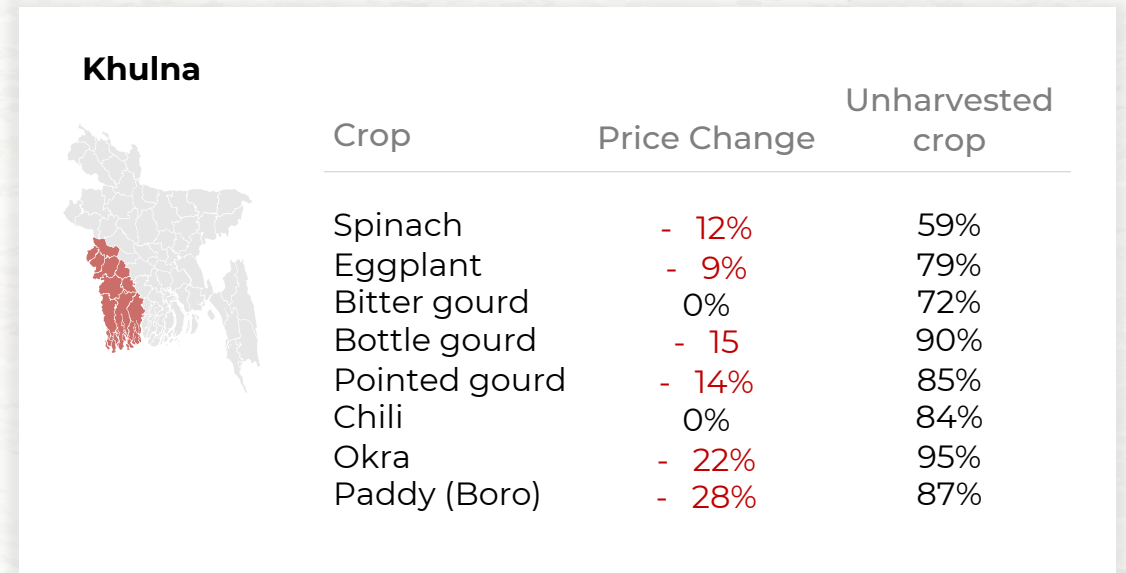 Khulna
Crop Price Change Unharvested crop
Spinach - 12% 59%
Eggplant - 9% 79%
Bitter gourd 0% 72%
Bottle gourd - 15 90%
Pointed gourd - 14% 85%
Chili 0% 84%
Okra - 22% 95%
Paddy (Boro) - 28% 87%